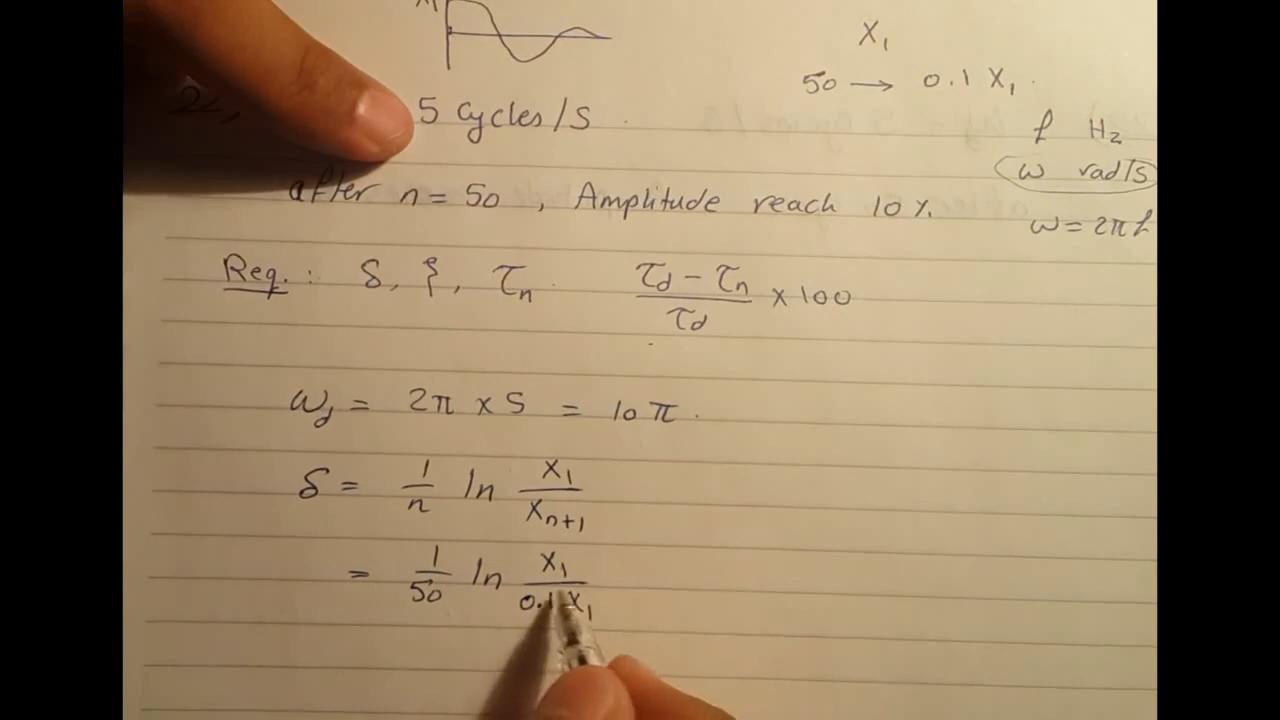 X₁
50 → 0.1 X₁.
5 Cycles/S.
f Hz
ω rad/s
after n = 50, Amplitude reach 10%.
ω = 2πf
Req.: δ, ξ, τₙ. (τd - τn)/τd × 100
ωd = 2π × 5 = 10π.
δ = 1/n ln X₁/Xₙ₊₁
= 1/50 ln X₁/0.1 X₁